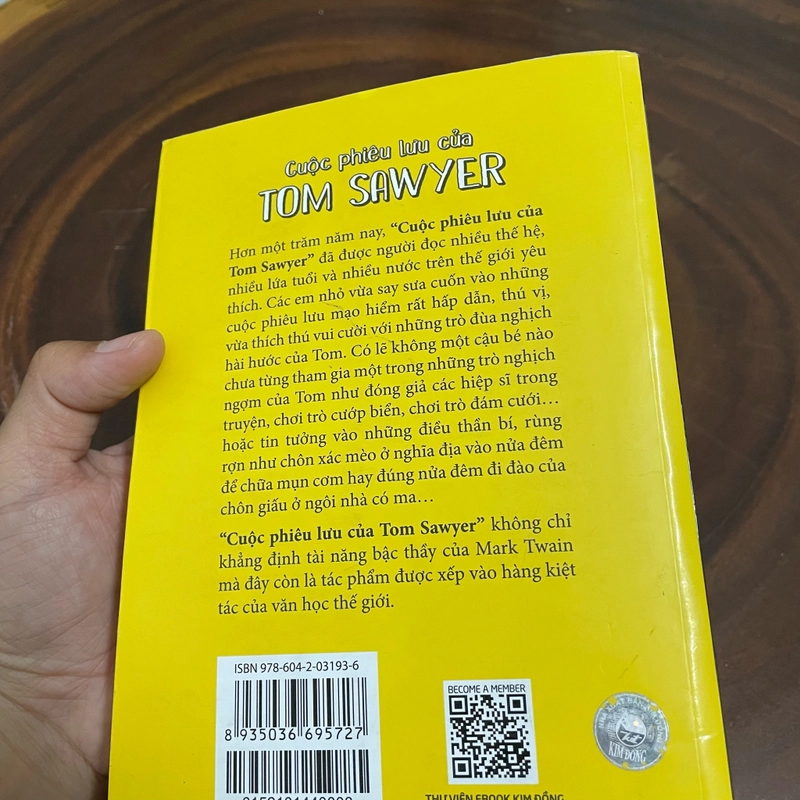 Cuộc phiêu lưu của
TOM SAWYER
Hơn một trăm năm nay, “Cuộc phiêu lưu của
Tom Sawyer” đã được người đọc nhiều thế hệ,
nhiều lứa tuổi và nhiều nước trên thế giới yêu
thích. Các em nhỏ vừa say sưa cuốn vào những
cuộc phiêu lưu mạo hiểm rất hấp dẫn, thú vị,
vừa thích thú vui cười với những trò đùa nghịch
hài hước của Tom. Có lẽ không một cậu bé nào
chưa từng tham gia một trong những trò nghịch
ngợm của Tom như đóng giả các hiệp sĩ trong
truyện, chơi trò cướp biển, chơi trò đám cưới...
hoặc tin tưởng vào những điều thần bí, rùng
rợn như chôn xác mèo ở nghĩa địa vào nửa đêm
để chữa mụn cơm hay đúng nửa đêm đi đào của
chôn giấu ở ngôi nhà có ma...
“Cuộc phiêu lưu của Tom Sawyer” không chỉ
khẳng định tài năng bậc thầy của Mark Twain
mà đây còn là tác phẩm được xếp vào hàng kiệt
tác của văn học thế giới.
ISBN 978-604-2-03193-6
8 935036 695727
BECOME A MEMBER
THƯ VIỆN EBOOK KIM ĐỒNG
KIM ĐỒNG